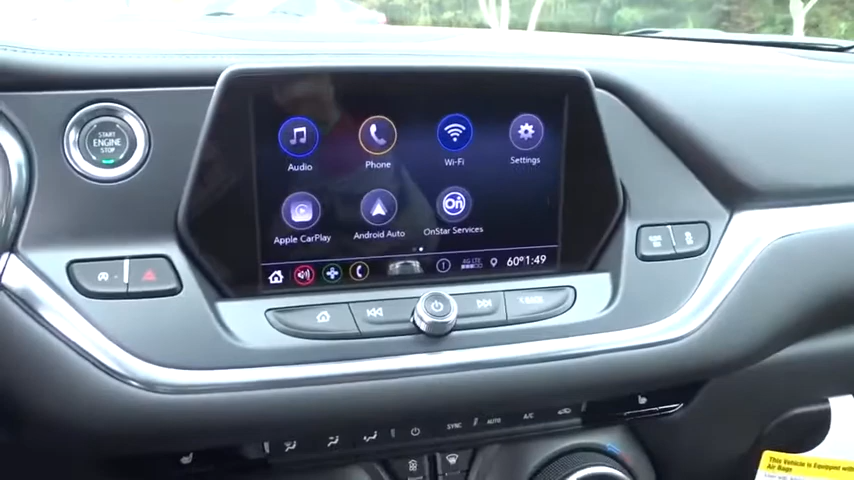 START
ENGINE
STOP
Audio
Phone
Wi-Fi
Settings
Apple CarPlay
Android Auto
On
OnStar Services
4G LTE
60° 1:49
BACK
SYNC
AUTO
A/C
This Vehicle is Equipped with
Air Bags